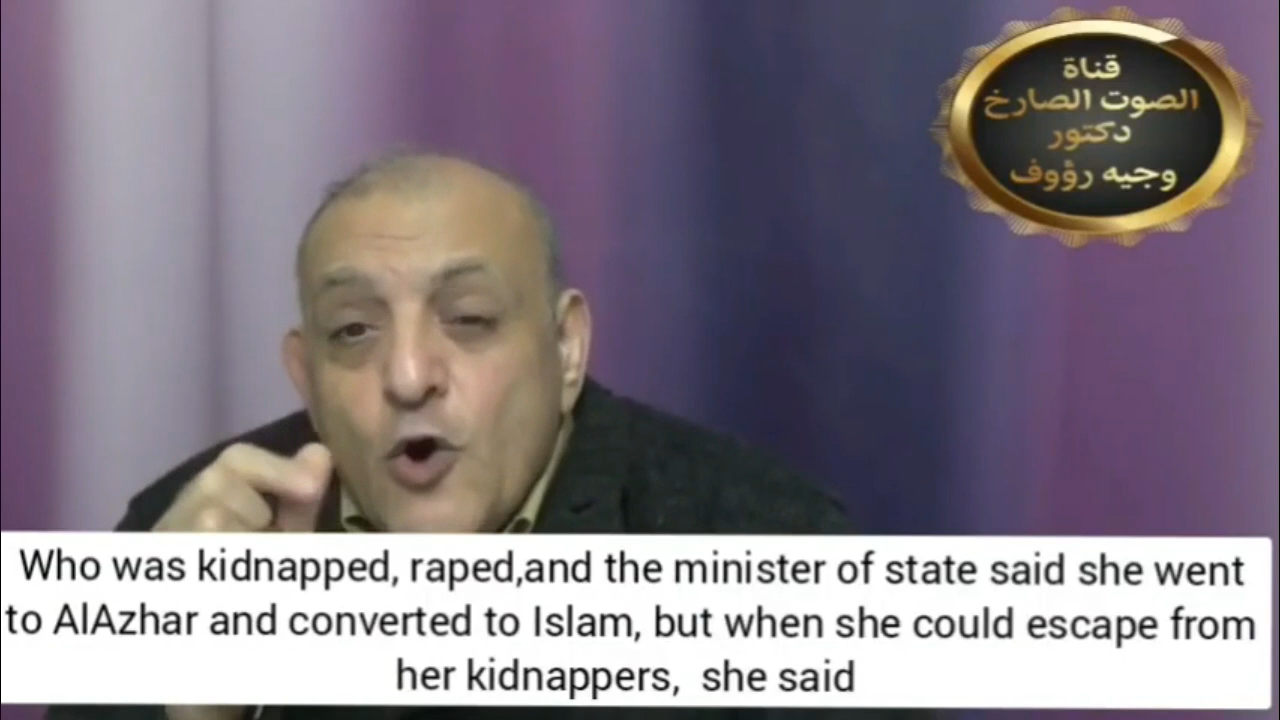 قناة
الصوت الصارخ
دكتور
وجيه رؤوف
Who was kidnapped, raped,and the minister of state said she went
to AlAzhar and converted to Islam, but when she could escape from
her kidnappers, she said